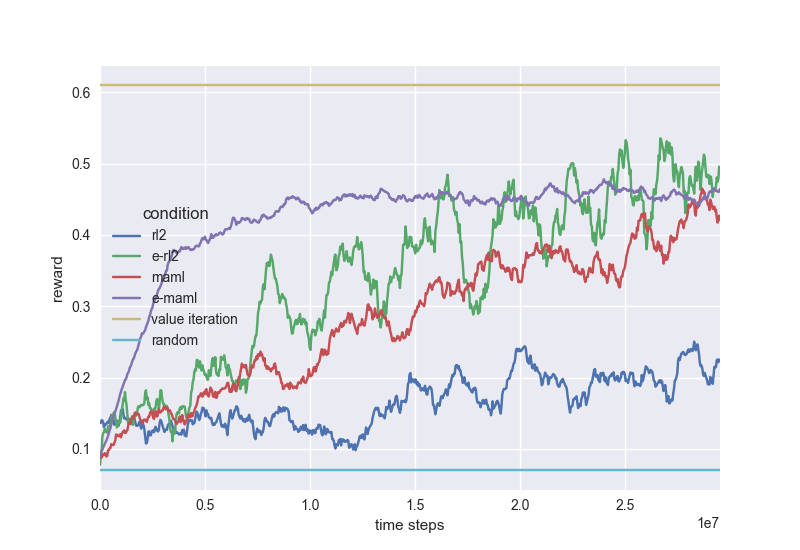 0.6
0.5
0.4
0.3
0.2
0.1
reward
condition
rl2
e-rl2
maml
e-maml
value iteration
random
0.0 0.5 1.0 1.5 2.0 2.5
1e7
time steps